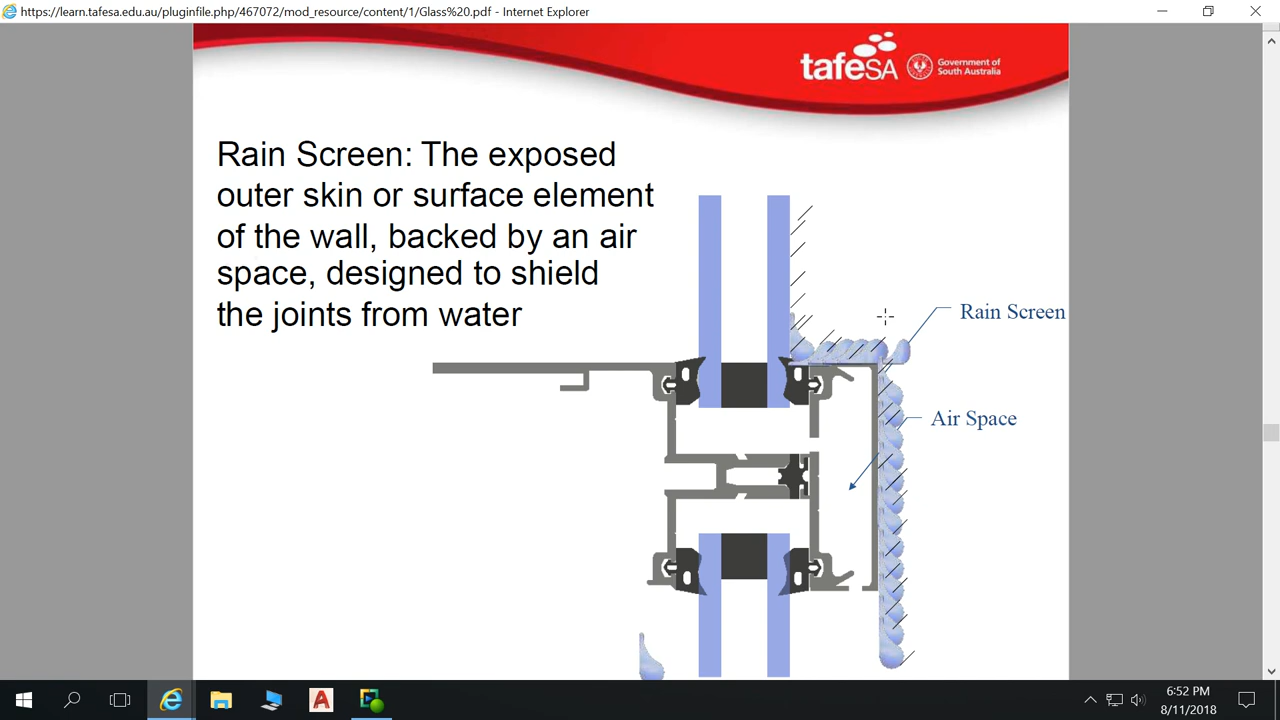 https://learn.tafesa.edu.au/pluginfile.php/467072/mod_resource/content/1/Glass%20.pdf - Internet Explorer
tafeSA
Government of
South Australia
Rain Screen: The exposed
outer skin or surface element
of the wall, backed by an air
space, designed to shield
the joints from water
Rain Screen
Air Space
6:52 PM
8/11/2018